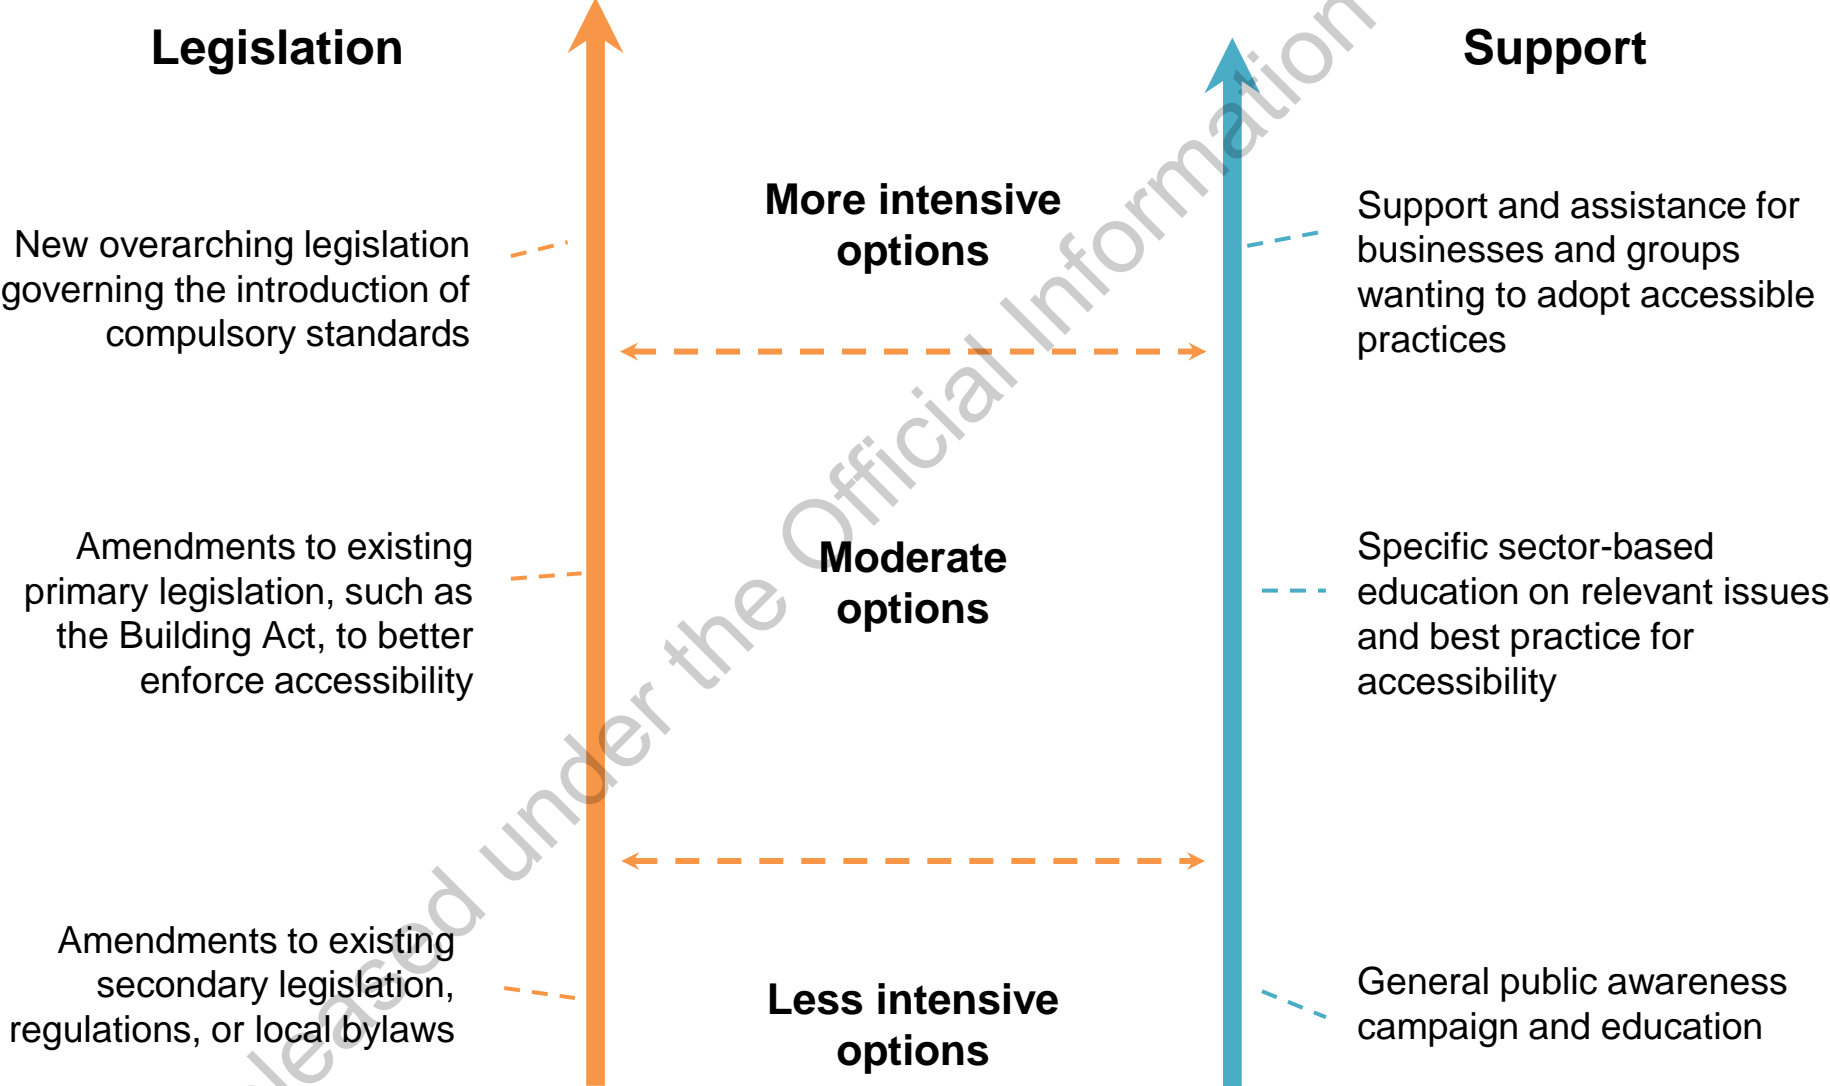 Legislation
Support
More intensive
options
New overarching legislation
governing the introduction of
compulsory standards
Support and assistance for
businesses and groups
wanting to adopt accessible
practices
Moderate
options
Amendments to existing
primary legislation, such as
the Building Act, to better
enforce accessibility
Specific sector-based
education on relevant issues
and best practice for
accessibility
Less intensive
options
Amendments to existing
secondary legislation,
regulations, or local bylaws
General public awareness
campaign and education
leased under the Official Information